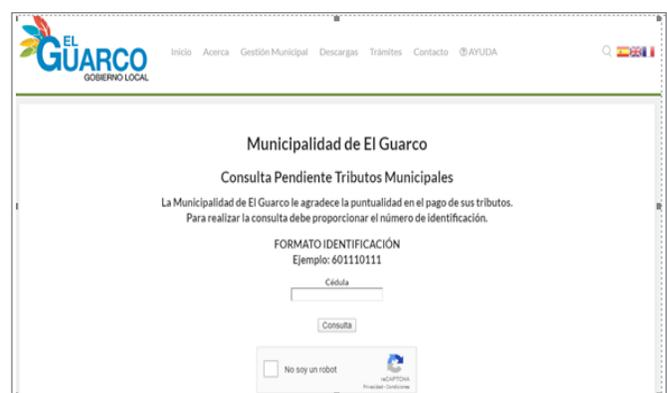 EL
GUARCO
GOBIERNO LOCAL
Inicio Acerca Gestión Municipal Descargas Trámites Contacto AYUDA
Municipalidad de El Guarco
Consulta Pendiente Tributos Municipales
La Municipalidad de El Guarco le agradece la puntualidad en el pago de sus tributos.
Para realizar la consulta debe proporcionar el número de identificación.
FORMATO IDENTIFICACIÓN
Ejemplo: 601110111
Cédula
Consulta
No soy un robot
reCAPTCHA
Privacidad - Condiciones